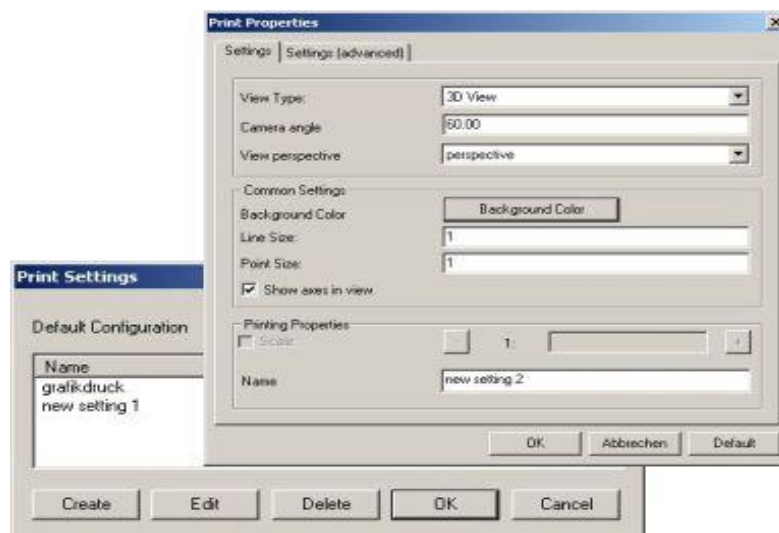 Print Properties
Settings
Settings (advanced)
View Type: 3D View
Camera angle 60.00
View perspective perspective
Common Settings
Background Color Background Color
Line Size: 1
Point Size: 1
Show axes in view
Printing Properties
Scale - 1: +
Name new setting 2
OK Abbrechen Default
Print Settings
Default Configuration
Name
grafikdruck
new setting 1
Create Edit Delete OK Cancel